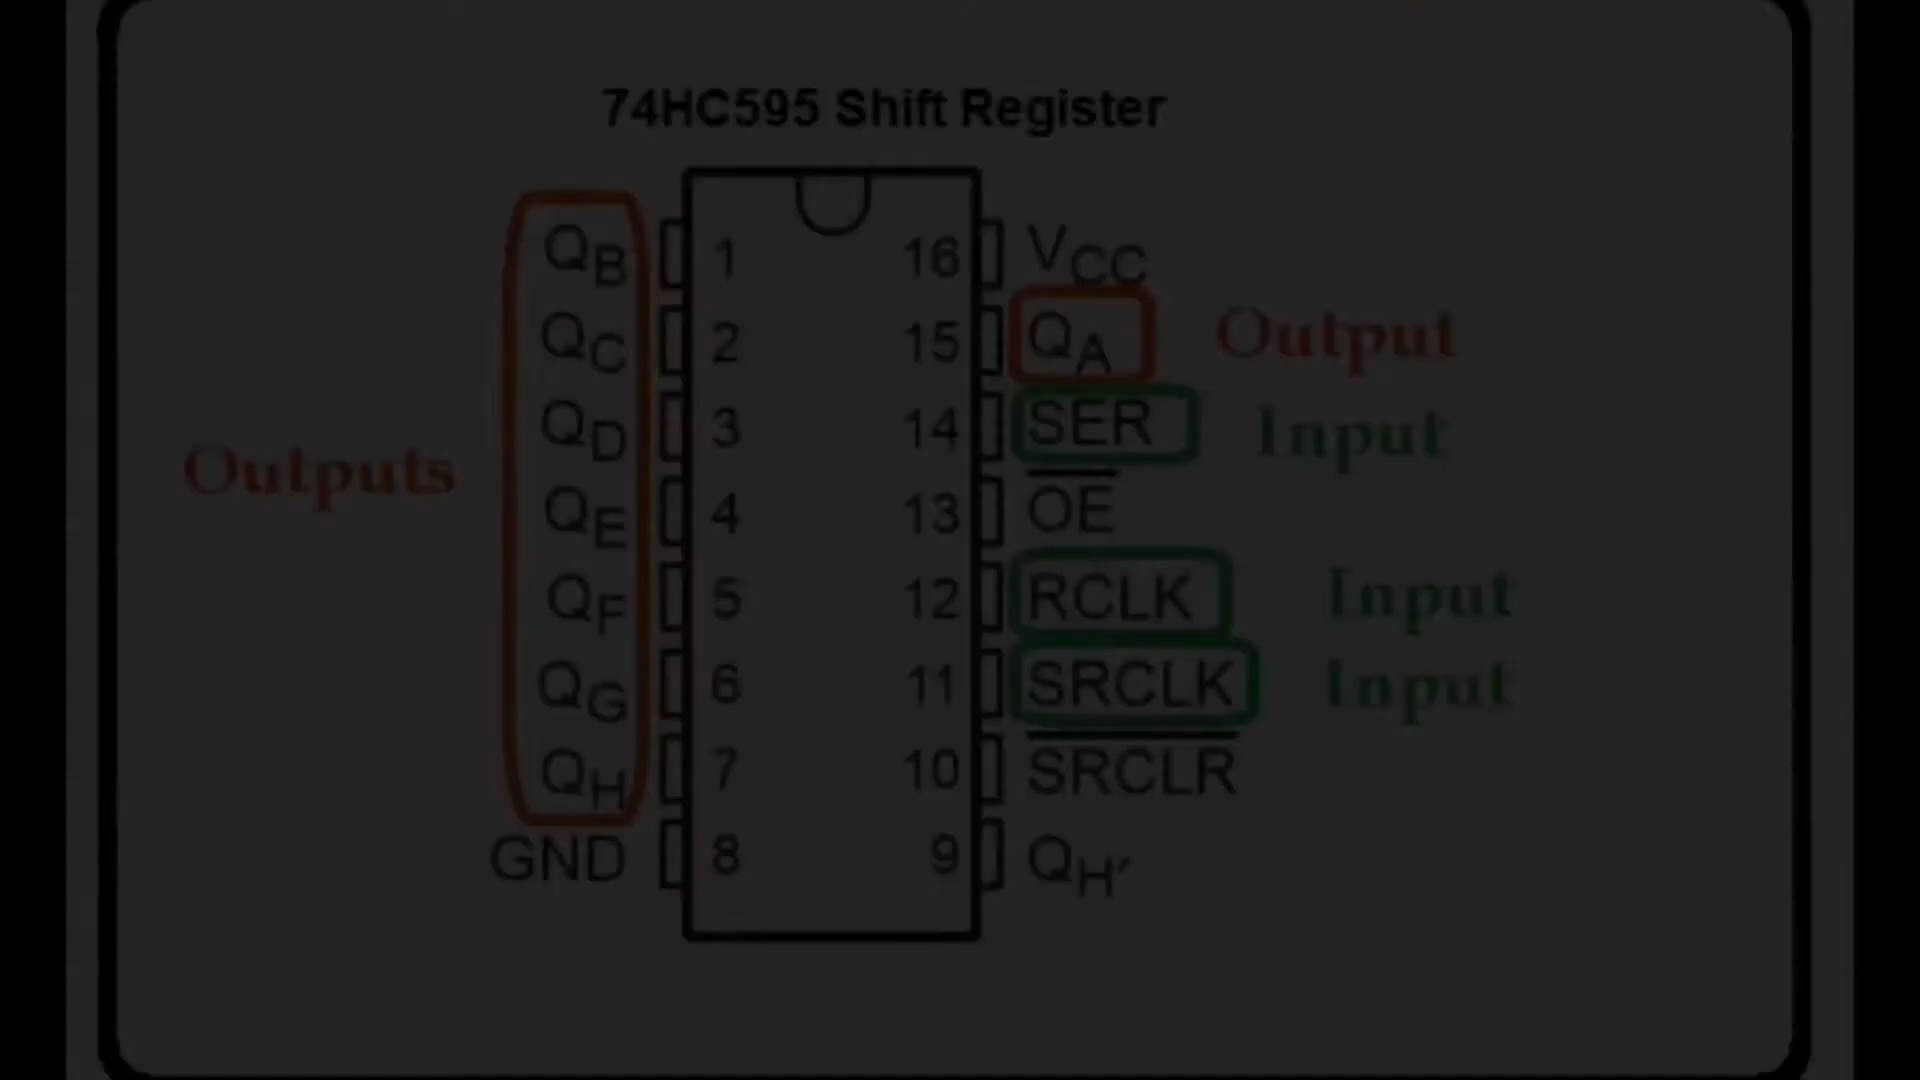 74HC595 Shift Register
QB 1 16 VCC
QC 2 15 QA Output
QD 3 14 SER Input
Outputs
QE 4 13 OE
QF 5 12 RCLK Input
QG 6 11 SRCLK Input
QH 7 10 SRCLR
GND 8 9 QH′